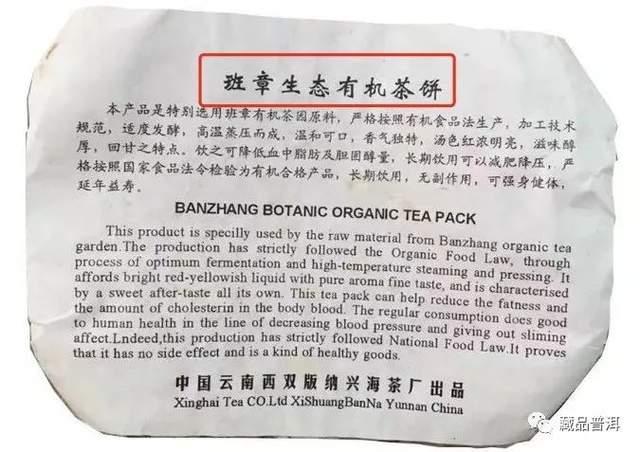 班章生态有机茶饼
本产品是特别选用班章有机茶园原料，严格按照有机食品法生产，加工技术
规范，适度发酵，高温蒸压而成，温和可口，香气独特，汤色红浓明亮，滋味醇
厚，回甘之特点。饮之可降低血中脂肪及胆固醇量，长期饮用可以减肥降压，严
格按照国家食品法令检验为有机合格产品，长期饮用，无副作用，可强身健体，
延年益寿。
BANZHANG BOTANIC ORGANIC TEA PACK
This product is specilly used by the raw material from Banzhang organic tea
garden.The production has strictly followed the Organic Food Law, through
process of optimum fermentation and high-temperature steaming and pressing. It
affords bright red-yellowish liquid with pure aroma fine taste, and is characterised
by a sweet after-taste all its own. This tea pack can help reduce the fatness and
the amount of cholesterin in the body blood. The regular consumption does good
to human health in the line of decreasing blood pressure and giving out sliming
affect.Lndeed,this production has strictly followed National Food Law.It proves
that it has no side effect and is a kind of healthy goods.
中国云南西双版纳兴海茶厂出品
Xinghai Tea CO.Ltd XiShuangBanNa Yunnan China
藏品普洱